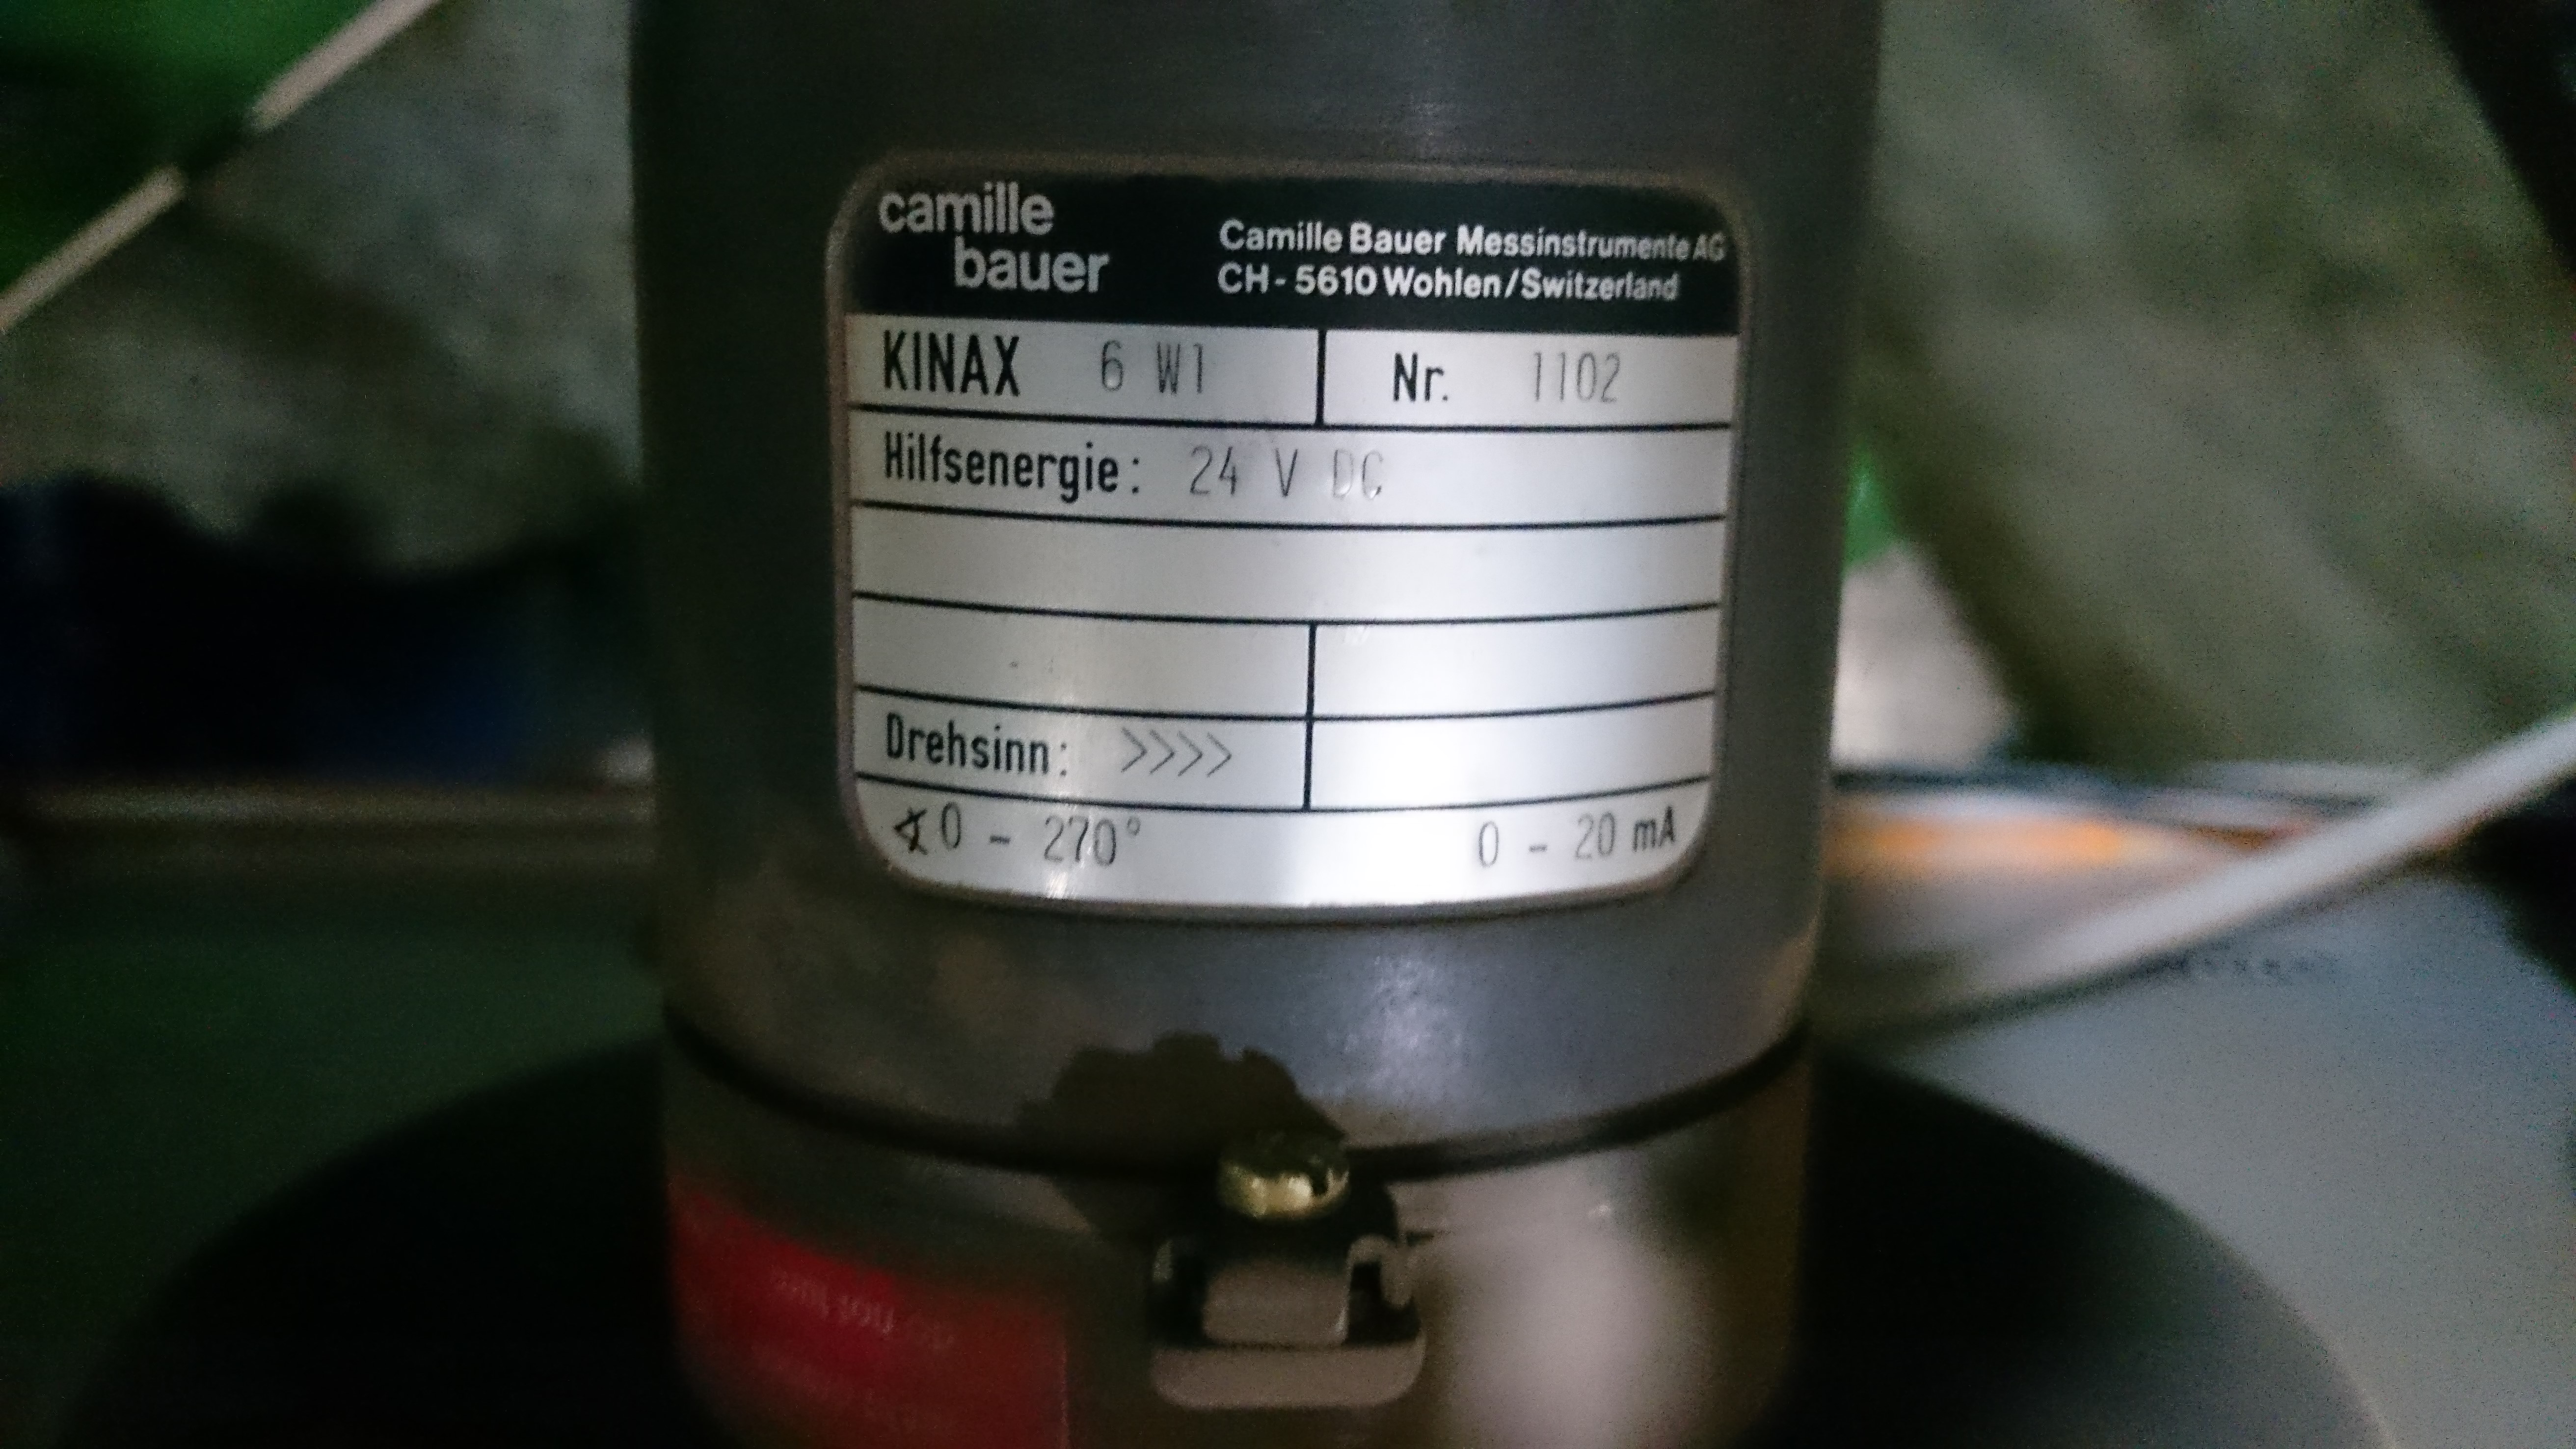 camille
bauer
Camille Bauer Messinstrumente AG
CH - 5610 Wohlen/Switzerland
KINAX 6 W1
Nr. 1102
Hilfsenergie: 24 V DC
Drehsinn: >>>>
∢ 0 - 270°
0 - 20 mA